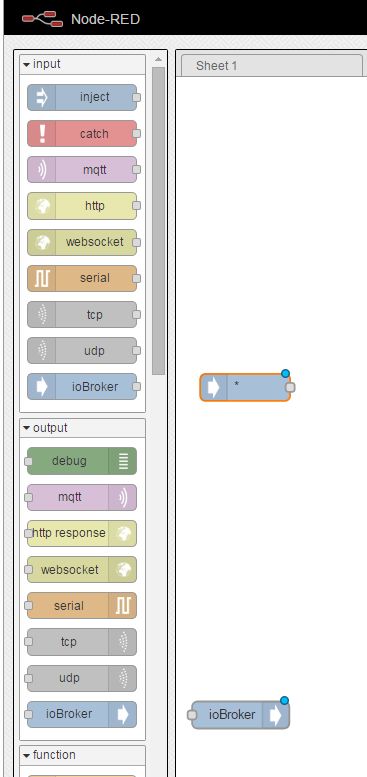 Node-RED
input
Sheet 1
inject
catch
mqtt
http
websocket
serial
tcp
udp
ioBroker
*
output
debug
mqtt
http response
websocket
serial
tcp
udp
ioBroker
ioBroker
function